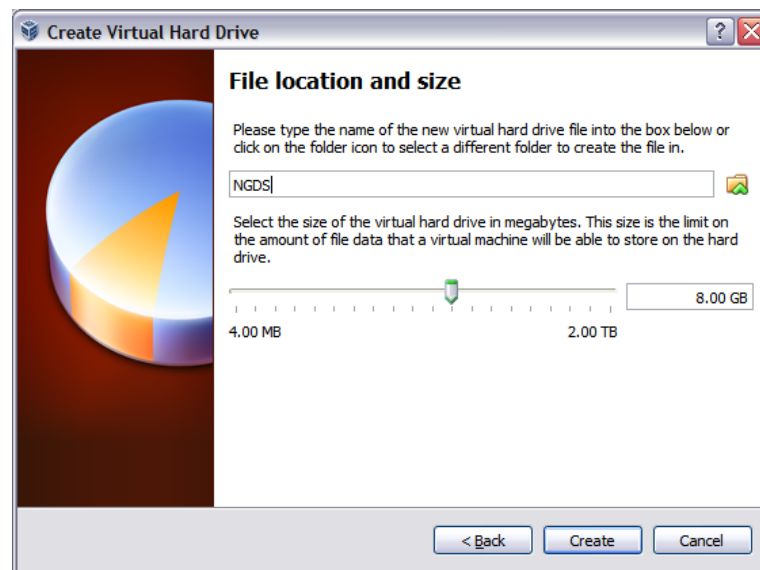 Create Virtual Hard Drive
File location and size
Please type the name of the new virtual hard drive file into the box below or
click on the folder icon to select a different folder to create the file in.
NGDS
Select the size of the virtual hard drive in megabytes. This size is the limit on
the amount of file data that a virtual machine will be able to store on the hard
drive.
8.00 GB
4.00 MB 2.00 TB
< Back Create Cancel